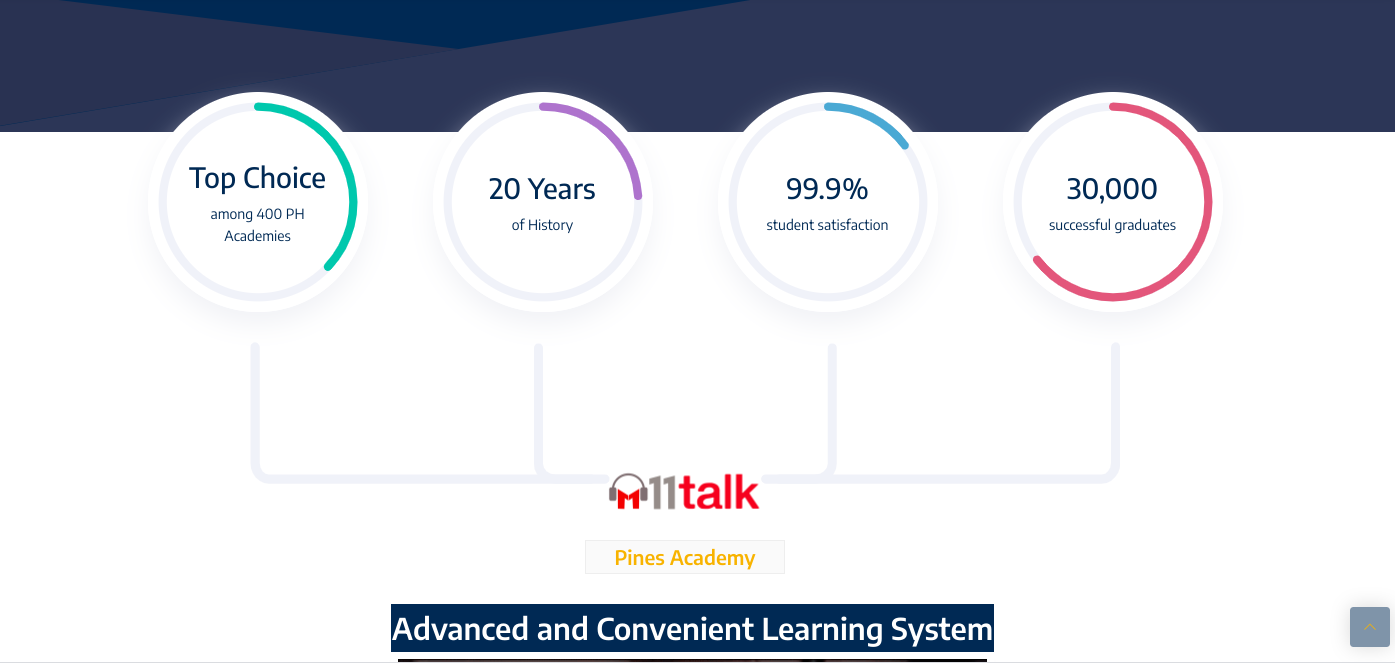 Top Choice
among 400 PH
Academies
20 Years
of History
99.9%
student satisfaction
30,000
successful graduates
M11talk
Pines Academy
Advanced and Convenient Learning System